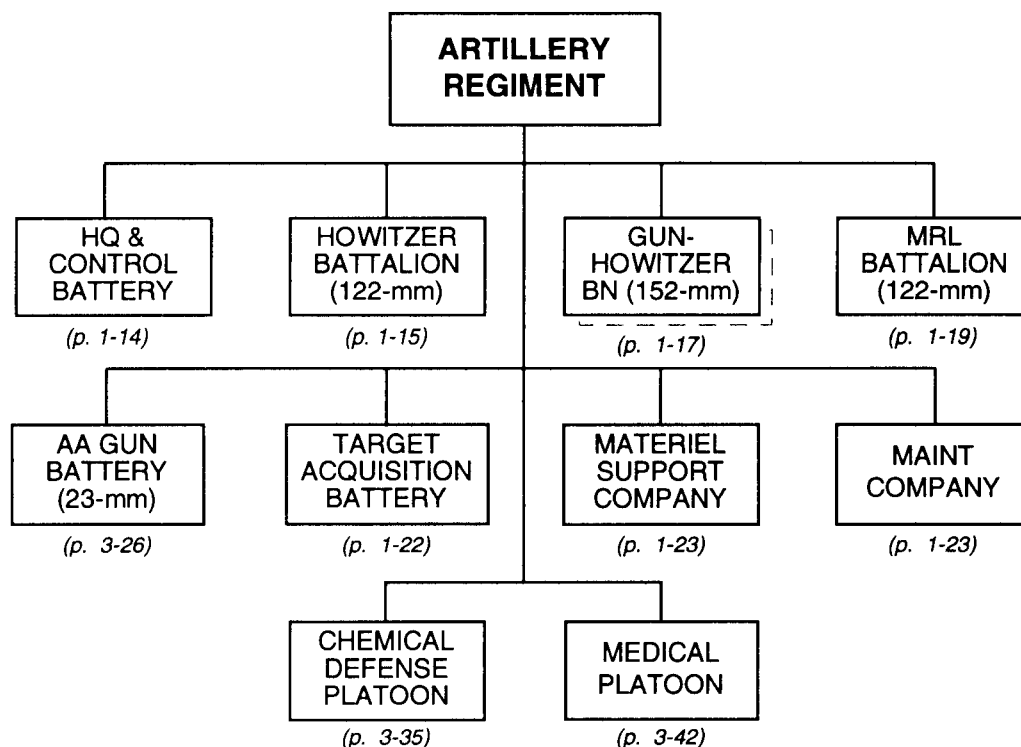 ARTILLERY
REGIMENT
HQ &
CONTROL
BATTERY
(p. 1-14)
HOWITZER
BATTALION
(122-mm)
(p. 1-15)
GUN-
HOWITZER
BN (152-mm)
(p. 1-17)
MRL
BATTALION
(122-mm)
(p. 1-19)
AA GUN
BATTERY
(23-mm)
(p. 3-26)
TARGET
ACQUISITION
BATTERY
(p. 1-22)
MATERIEL
SUPPORT
COMPANY
(p. 1-23)
MAINT
COMPANY
(p. 1-23)
CHEMICAL
DEFENSE
PLATOON
(p. 3-35)
MEDICAL
PLATOON
(p. 3-42)